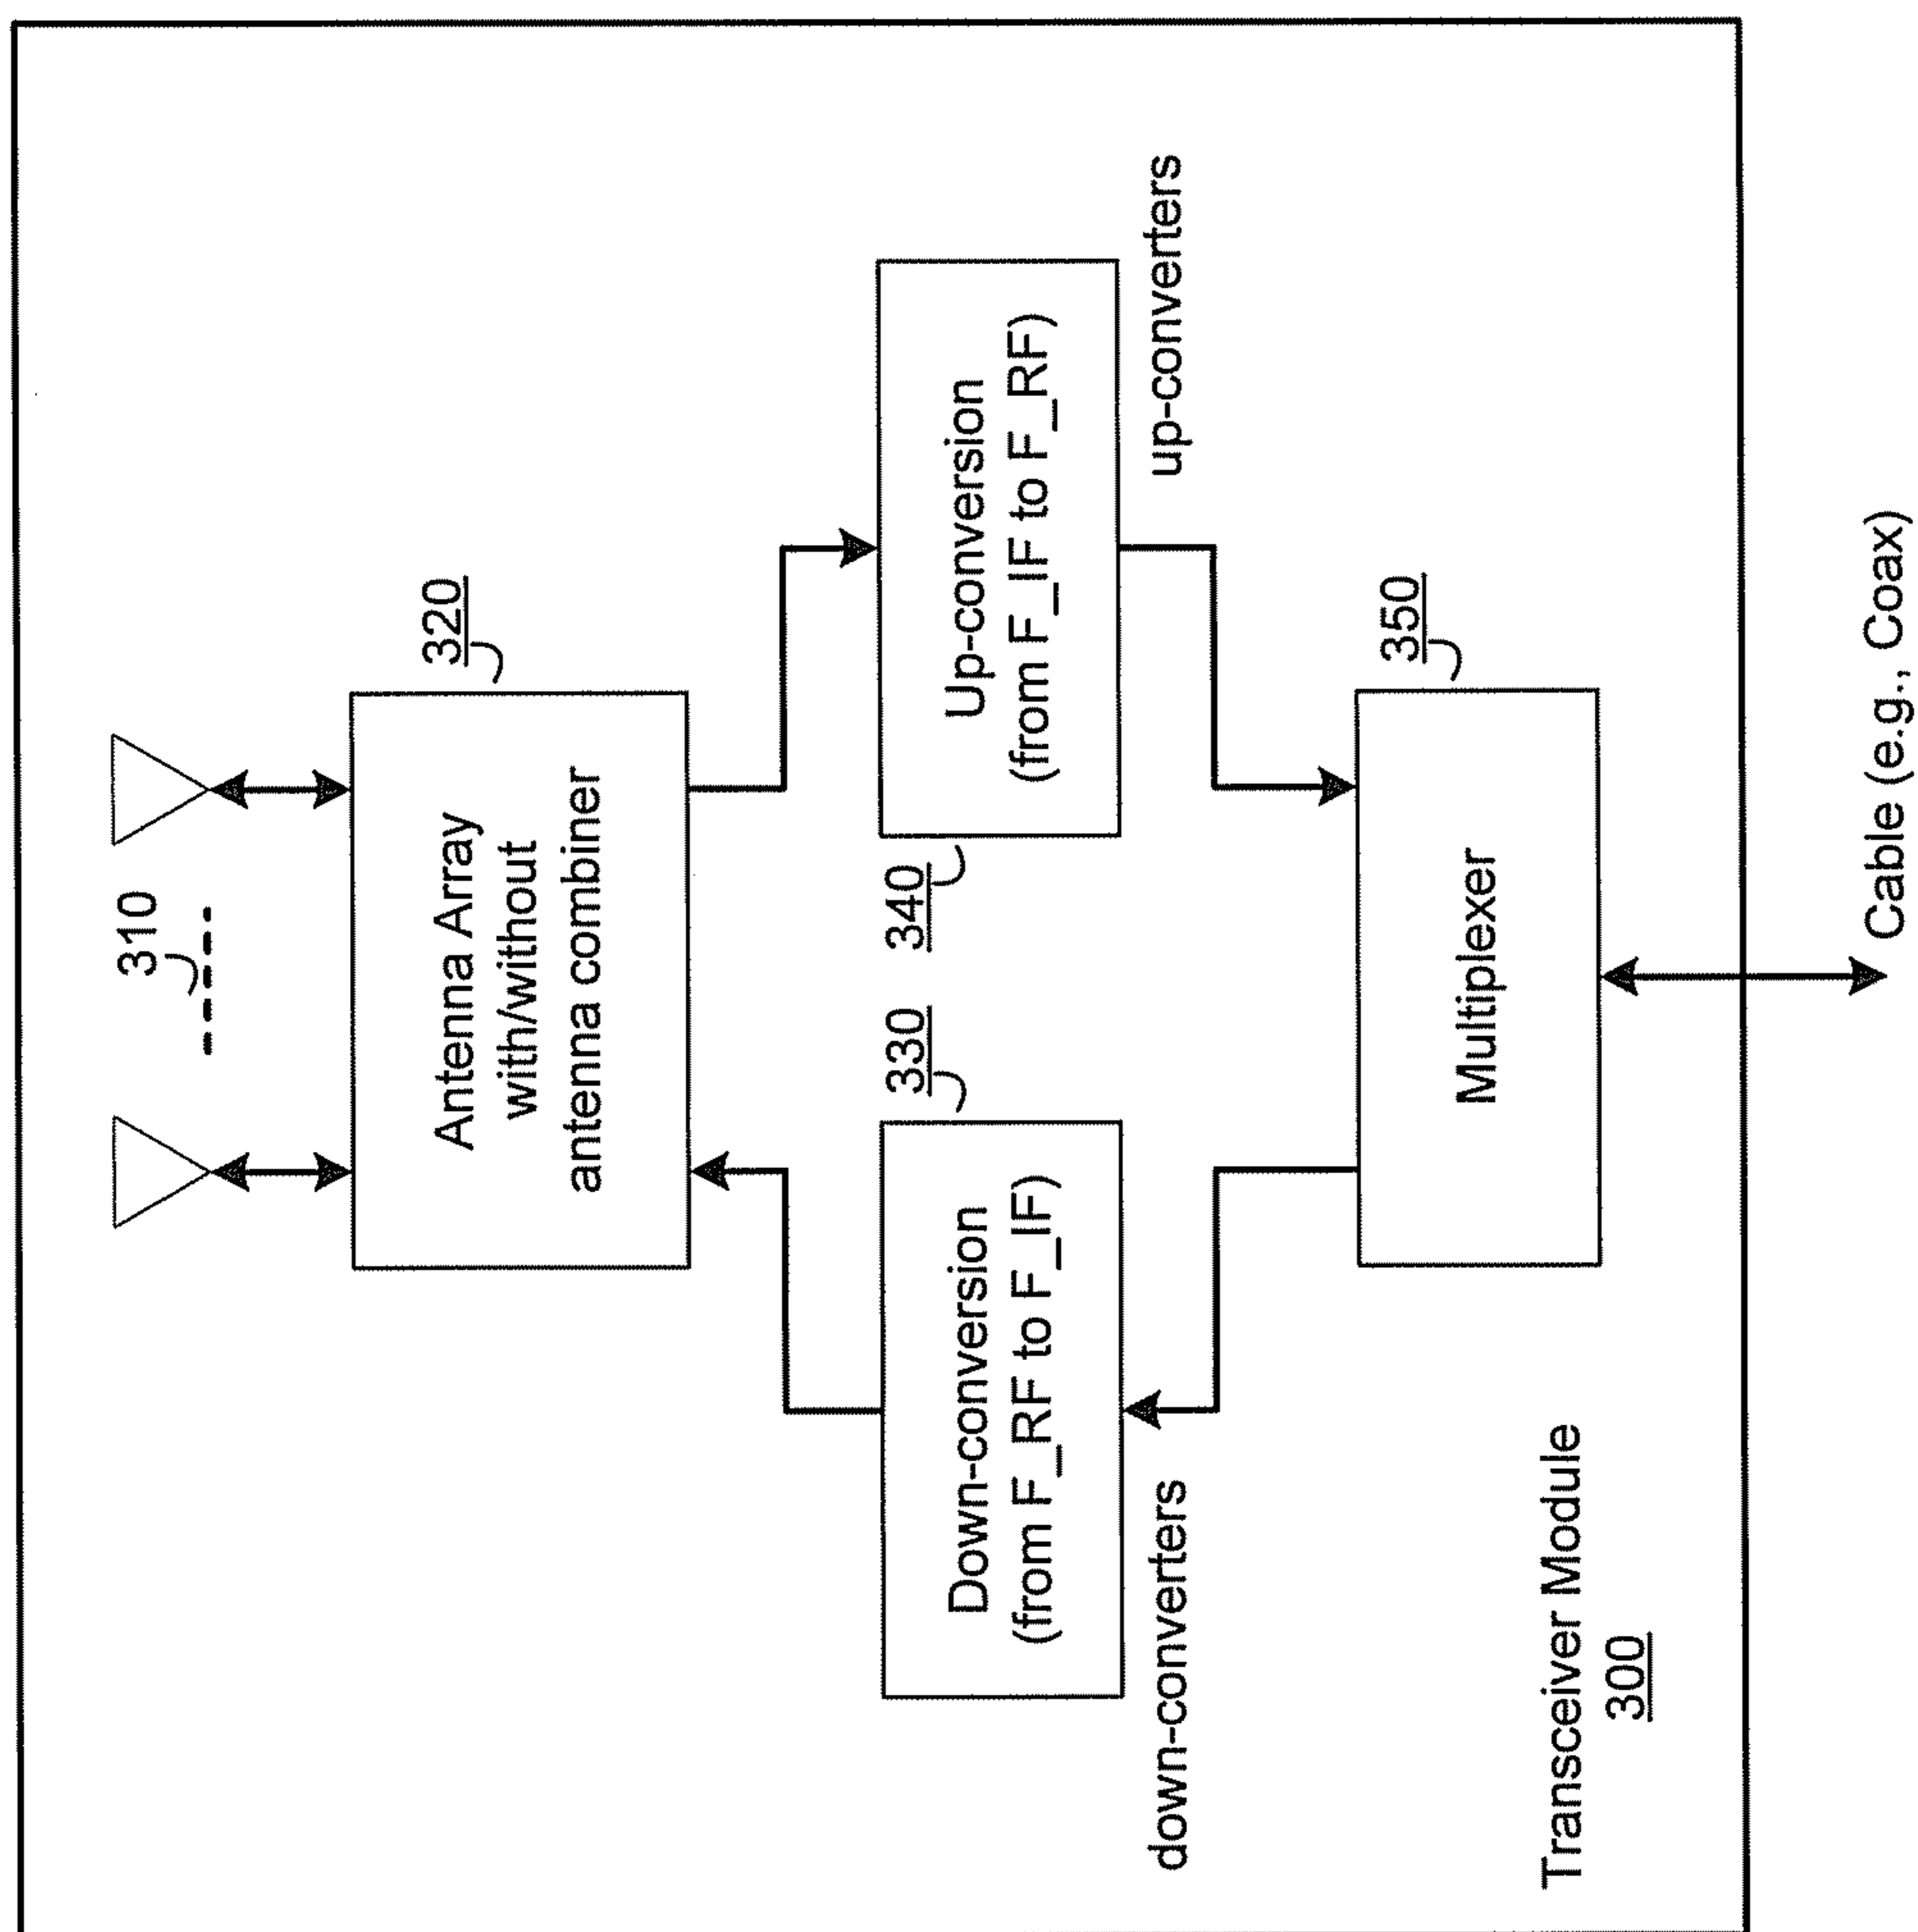 310
320
Antenna Array
with/without
antenna combiner
330
340
Down-conversion
(from F_RF to F_IF)
Up-conversion
(from F_IF to F_RF)
down-converters
up-converters
350
Multiplexer
Transceiver Module
300
Cable (e.g., Coax)